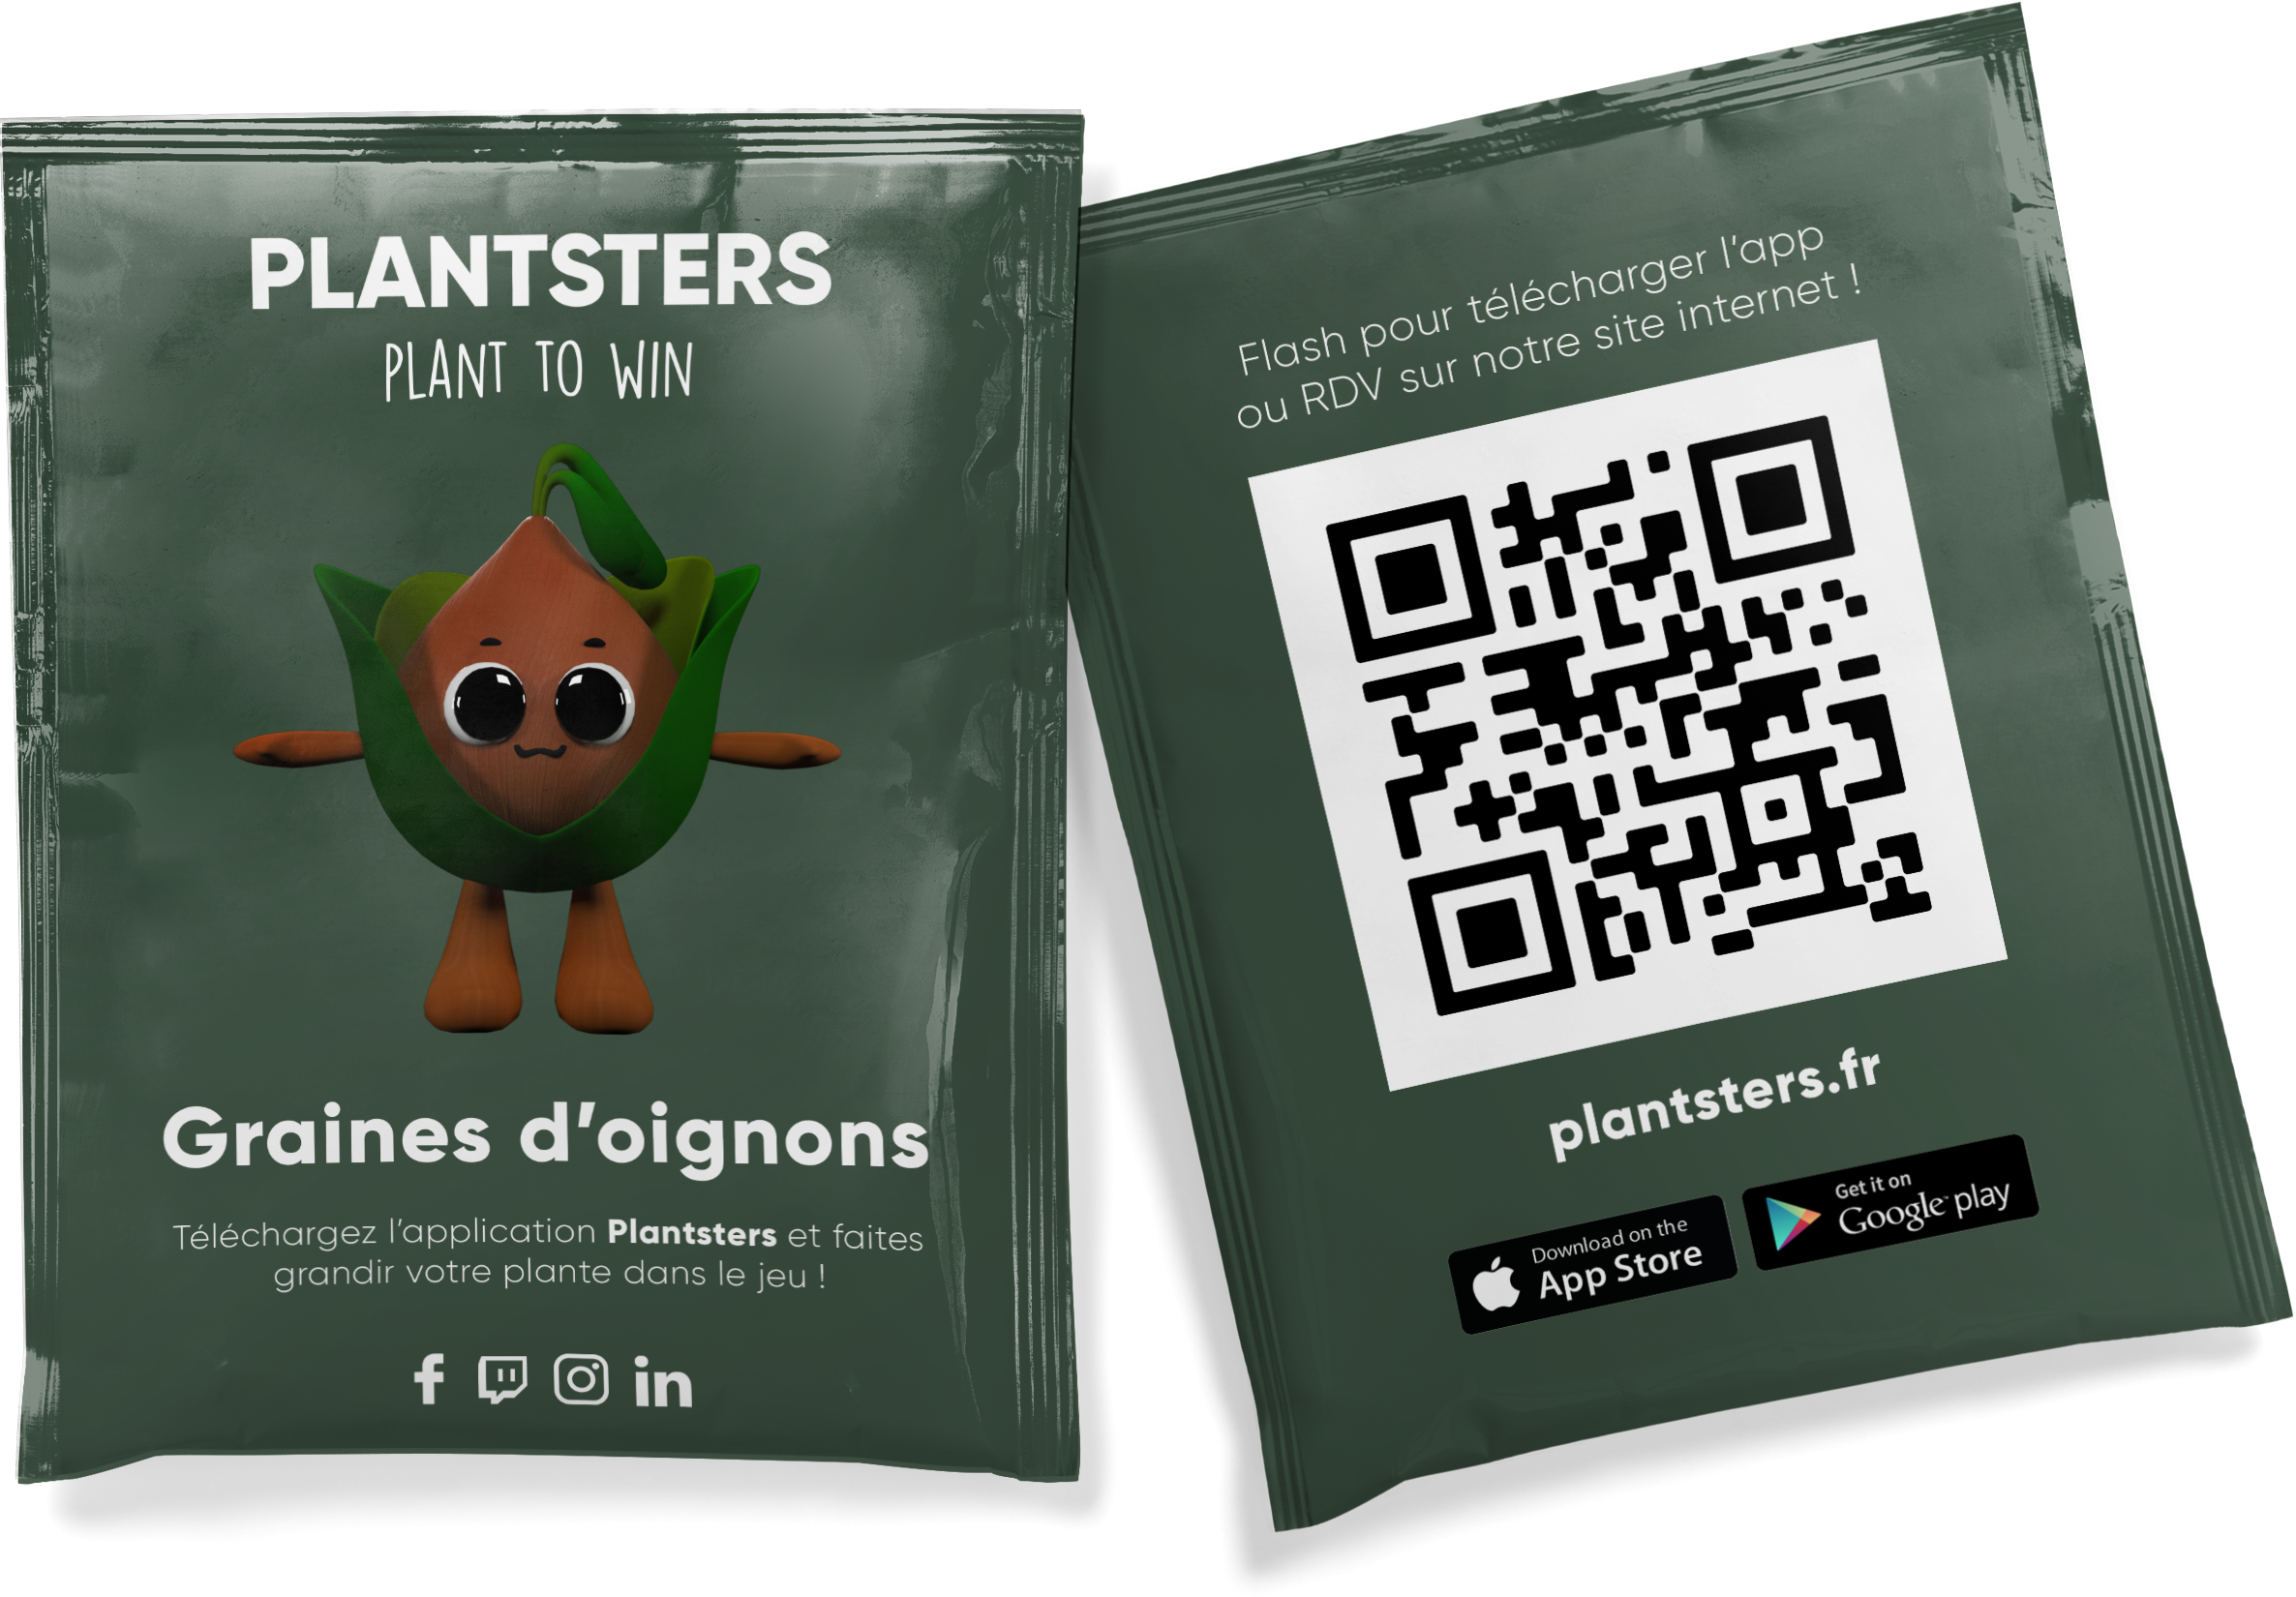 PLANTSTERS
PLANT TO WIN
Graines d'oignons
Téléchargez l'application Plantsters et faites
grandir votre plante dans le jeu !
f in
Flash pour télécharger l'app
ou RDV sur notre site internet !
plantsters.fr
Download on the
App Store
Get it on
Google play